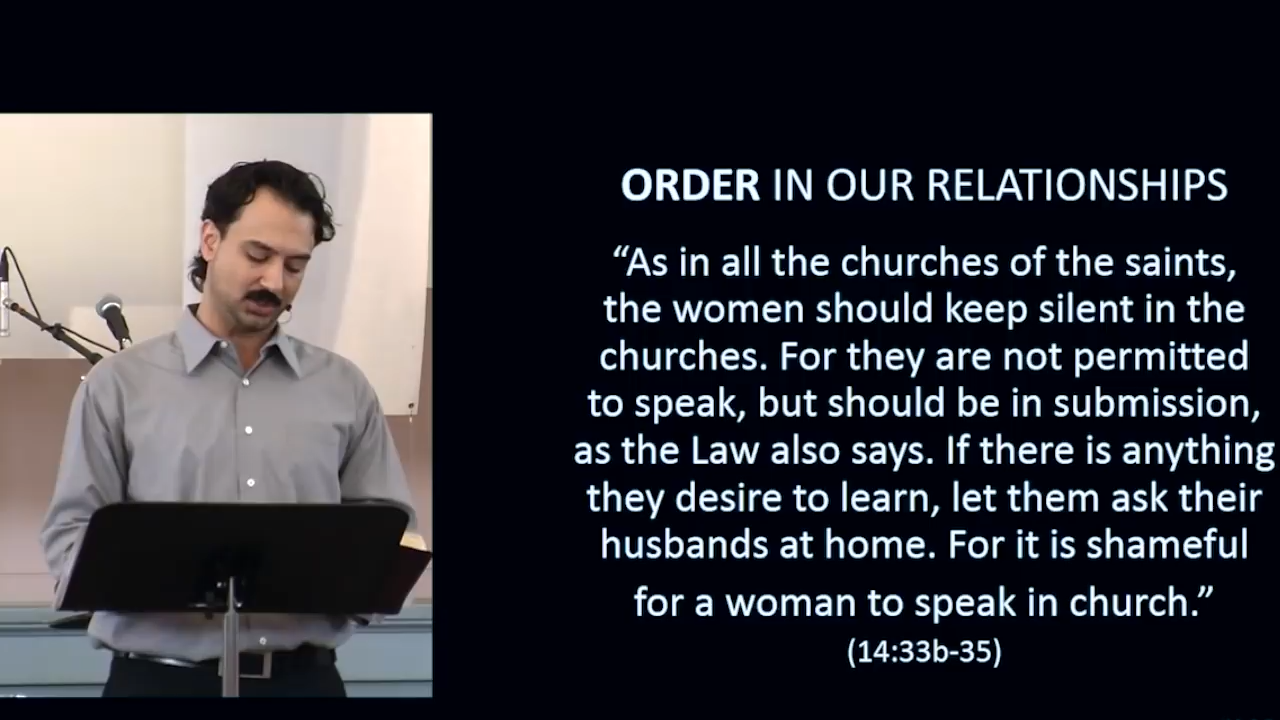 ORDER IN OUR RELATIONSHIPS
“As in all the churches of the saints,
the women should keep silent in the
churches. For they are not permitted
to speak, but should be in submission,
as the Law also says. If there is anything
they desire to learn, let them ask their
husbands at home. For it is shameful
for a woman to speak in church.”
(14:33b-35)